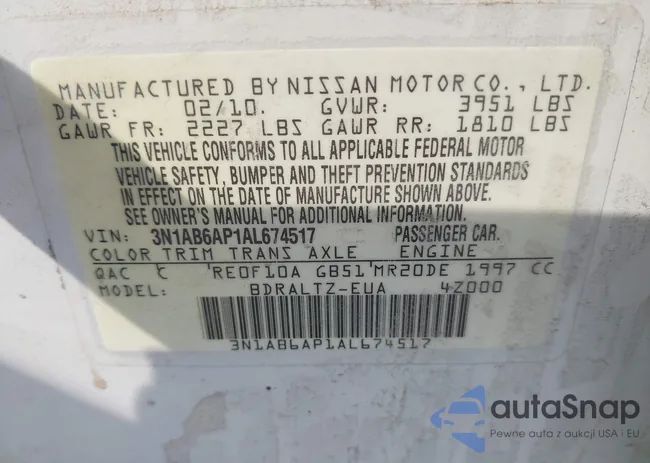 MANUFACTURED BY NISSAN MOTOR CO., LTD.
DATE: 02/10. GVWR: 3951 LBS
GAWR FR: 2227 LBS GAWR RR: 1810 LBS
THIS VEHICLE CONFORMS TO ALL APPLICABLE FEDERAL MOTOR
VEHICLE SAFETY, BUMPER AND THEFT PREVENTION STANDARDS
IN EFFECT ON THE DATE OF MANUFACTURE SHOWN ABOVE.
SEE OWNER'S MANUAL FOR ADDITIONAL INFORMATION.
VIN: 3N1AB6AP1AL674517 PASSENGER CAR.
COLOR TRIM TRANS AXLE ENGINE
QAC C RE0F10A GB51 MR20DE 1997 CC
MODEL: BDRALTZ-EUA 4Z000
3N1AB6AP1AL674517
autaSnap
Pewne auta z aukcji USA i EU